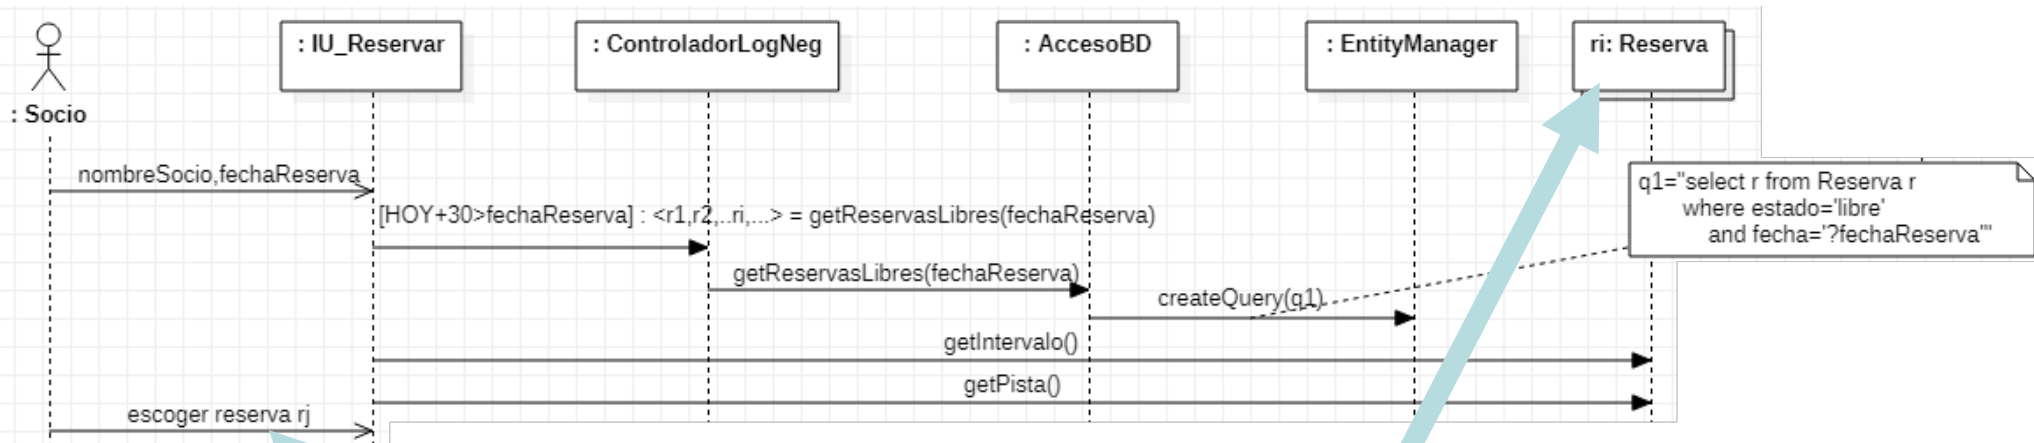 : IU_Reservar
: ControladorLogNeg
: AccesoBD
: EntityManager
ri: Reserva
: Socio
nombreSocio,fechaReserva
q1="select r from Reserva r
where estado='libre'
and fecha='?fechaReserva'"
[HOY+30>fechaReserva] : <r1,r2,..ri,...> = getReservasLibres(fechaReserva)
getReservasLibres(fechaReserva)
createQuery(q1)
getIntervalo()
getPista()
escoger reserva rj